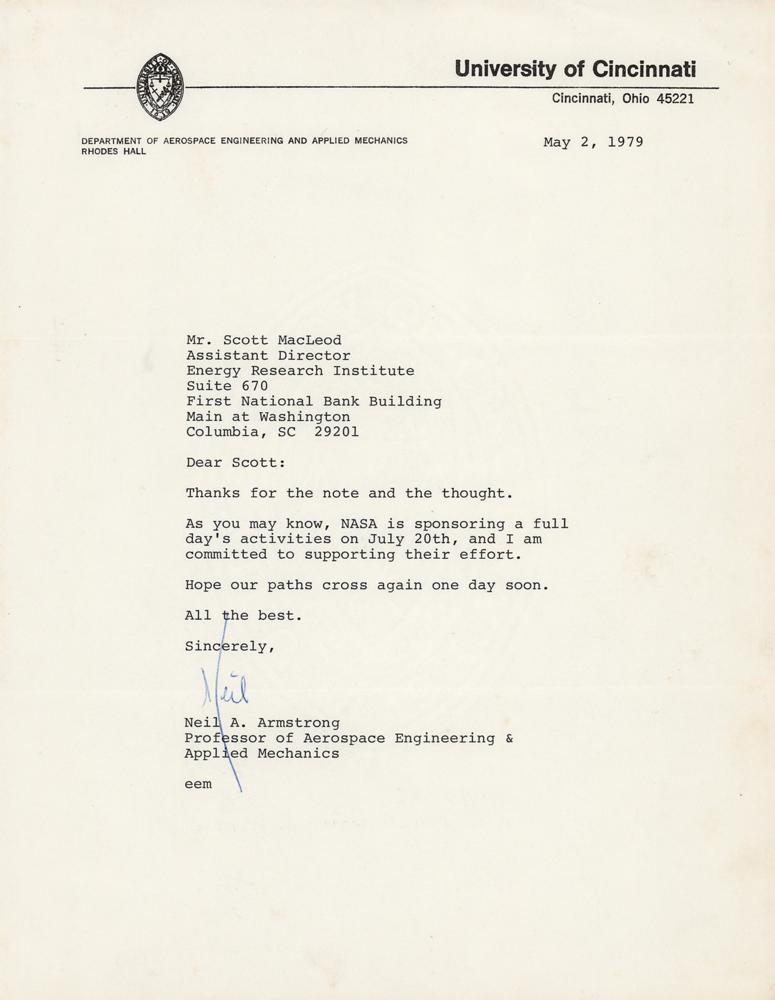 University of Cincinnati
Cincinnati, Ohio 45221
DEPARTMENT OF AEROSPACE ENGINEERING AND APPLIED MECHANICS
RHODES HALL
May 2, 1979
Mr. Scott MacLeod
Assistant Director
Energy Research Institute
Suite 670
First National Bank Building
Main at Washington
Columbia, SC 29201
Dear Scott:
Thanks for the note and the thought.
As you may know, NASA is sponsoring a full
day's activities on July 20th, and I am
committed to supporting their effort.
Hope our paths cross again one day soon.
All the best.
Sincerely,
Neil
Neil A. Armstrong
Professor of Aerospace Engineering &
Applied Mechanics
eem